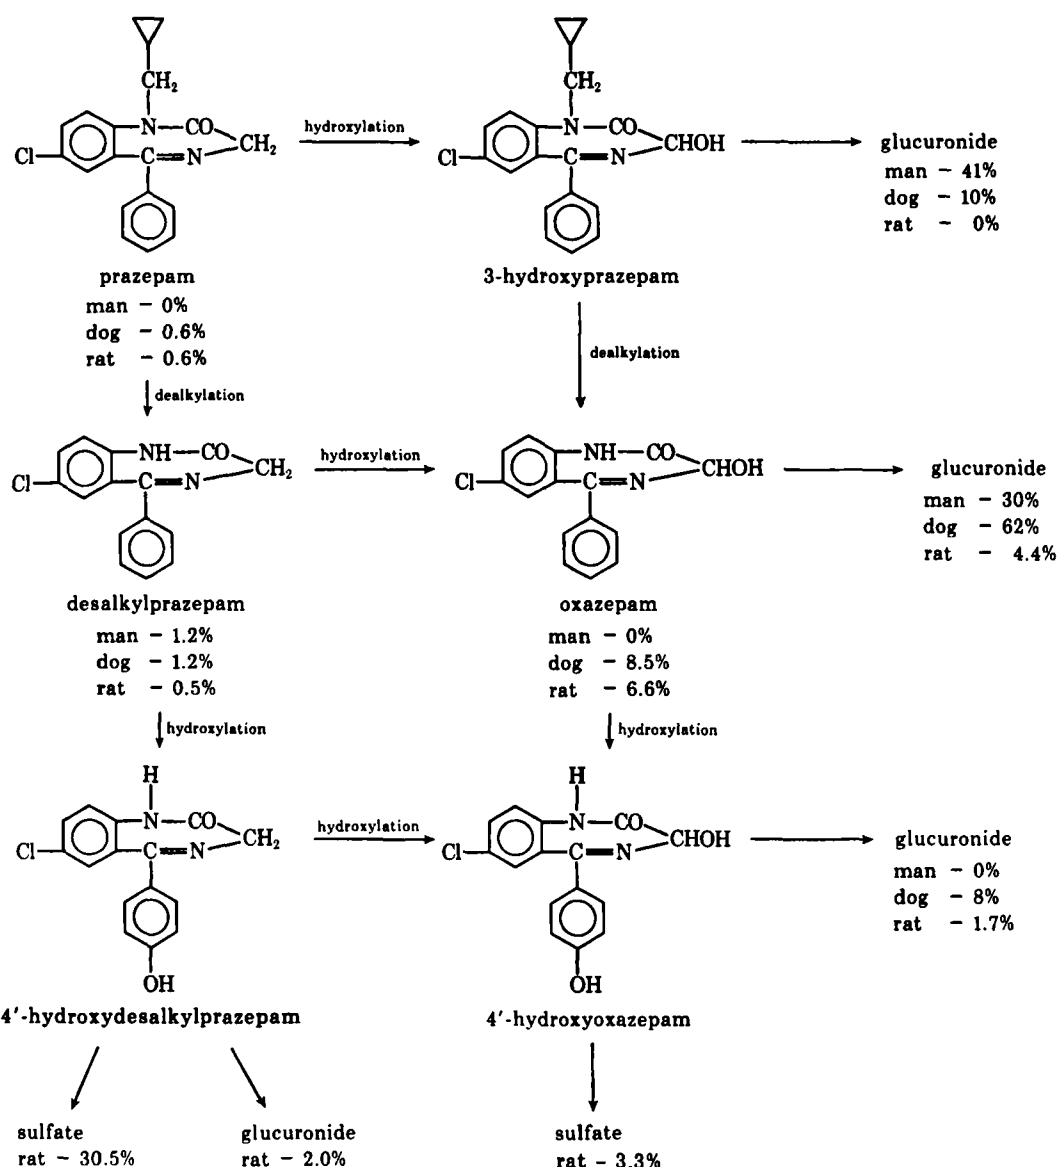 CH₂
CH₂
N
CO
CH₂
Cl
C
N
hydroxylation
N
CO
CHOH
Cl
C
N
glucuronide
man - 41%
dog - 10%
rat - 0%
prazepam
man - 0%
dog - 0.6%
rat - 0.6%
3-hydroxyprazepam
dealkylation
dealkylation
NH
CO
CH₂
Cl
C
N
hydroxylation
NH
CO
CHOH
Cl
C
N
glucuronide
man - 30%
dog - 62%
rat - 4.4%
desalkylprazepam
man - 1.2%
dog - 1.2%
rat - 0.5%
oxazepam
man - 0%
dog - 8.5%
rat - 6.6%
hydroxylation
hydroxylation
H
N
CO
CH₂
Cl
C
N
OH
hydroxylation
H
N
CO
CHOH
Cl
C
N
OH
glucuronide
man - 0%
dog - 8%
rat - 1.7%
4'-hydroxydesalkylprazepam
4'-hydroxyoxazepam
sulfate
rat - 30.5%
glucuronide
rat - 2.0%
sulfate
rat - 3.3%